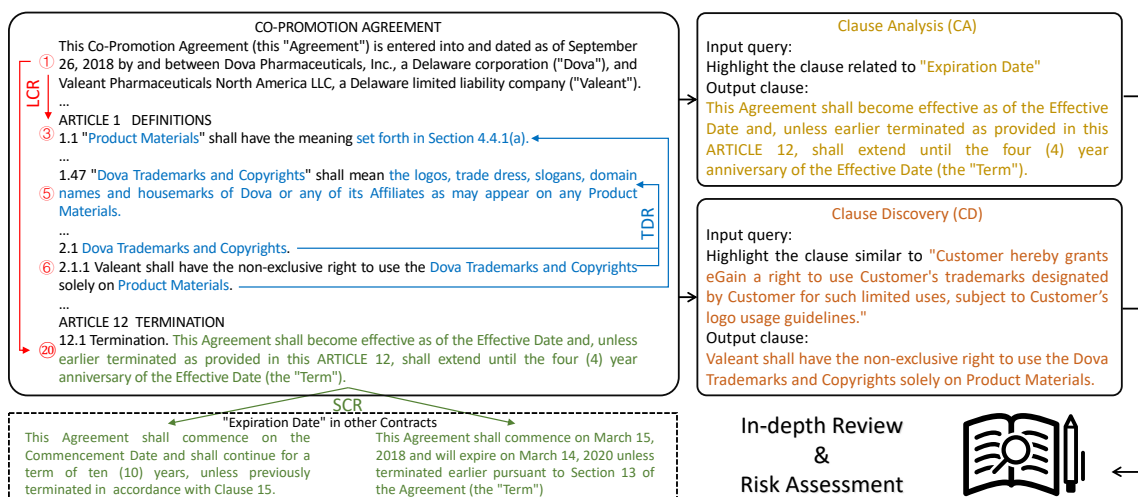 CO-PROMOTION AGREEMENT
This Co-Promotion Agreement (this "Agreement") is entered into and dated as of September
① 26, 2018 by and between Dova Pharmaceuticals, Inc., a Delaware corporation ("Dova"), and
Valeant Pharmaceuticals North America LLC, a Delaware limited liability company ("Valeant").
...
LCR
ARTICLE 1 DEFINITIONS
③ 1.1 "Product Materials" shall have the meaning set forth in Section 4.4.1(a).
...
1.47 "Dova Trademarks and Copyrights" shall mean the logos, trade dress, slogans, domain
⑤ names and housemarks of Dova or any of its Affiliates as may appear on any Product
Materials.
...
TDR
2.1 Dova Trademarks and Copyrights.
⑥ 2.1.1 Valeant shall have the non-exclusive right to use the Dova Trademarks and Copyrights
solely on Product Materials.
...
ARTICLE 12 TERMINATION
⑳ 12.1 Termination. This Agreement shall become effective as of the Effective Date and, unless
earlier terminated as provided in this ARTICLE 12, shall extend until the four (4) year
anniversary of the Effective Date (the "Term").
SCR
"Expiration Date" in other Contracts
This Agreement shall commence on the
Commencement Date and shall continue for a
term of ten (10) years, unless previously
terminated in accordance with Clause 15.
This Agreement shall commence on March 15,
2018 and will expire on March 14, 2020 unless
terminated earlier pursuant to Section 13 of
the Agreement (the "Term")
Clause Analysis (CA)
Input query:
Highlight the clause related to "Expiration Date"
Output clause:
This Agreement shall become effective as of the Effective
Date and, unless earlier terminated as provided in this
ARTICLE 12, shall extend until the four (4) year
anniversary of the Effective Date (the "Term").
Clause Discovery (CD)
Input query:
Highlight the clause similar to "Customer hereby grants
eGain a right to use Customer's trademarks designated
by Customer for such limited uses, subject to Customer's
logo usage guidelines."
Output clause:
Valeant shall have the non-exclusive right to use the Dova
Trademarks and Copyrights solely on Product Materials.
In-depth Review
&
Risk Assessment